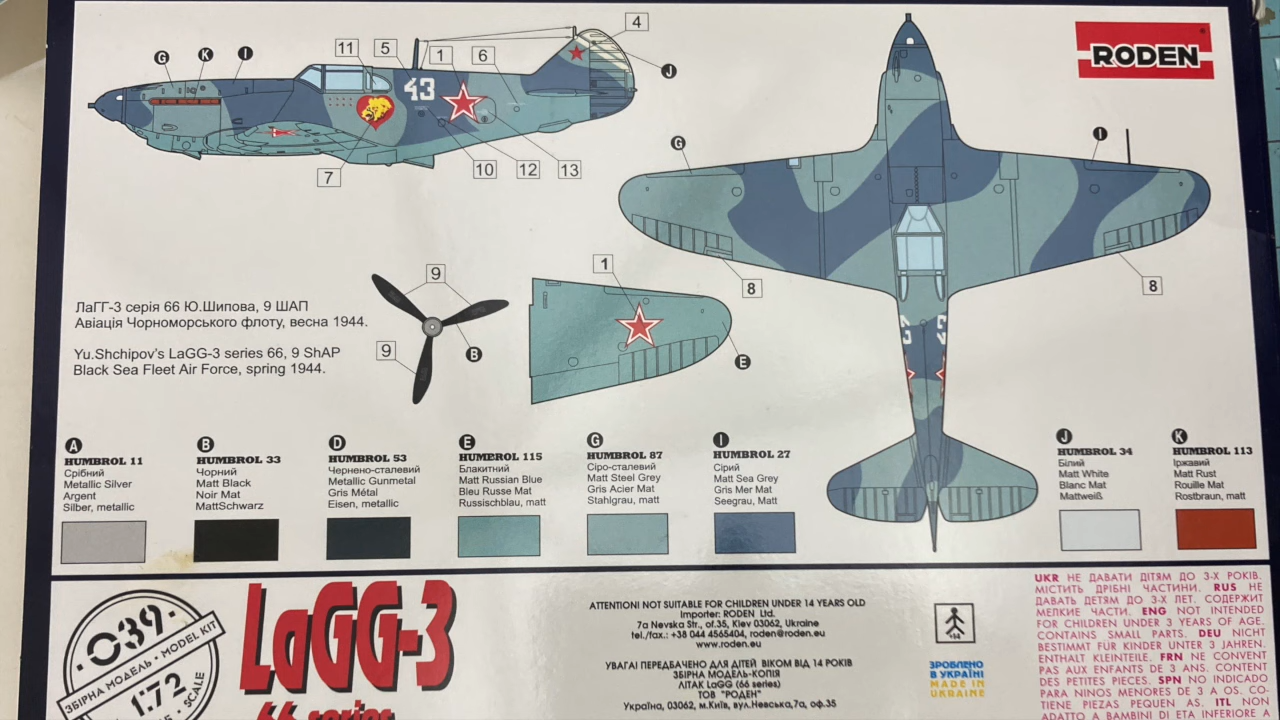 G
K
I
11
5
1
6
4
J
43
7
10
12
13
RODEN
G
I
8
8
9
9
B
1
E
ЛаГГ-3 серія 66 Ю.Шипова, 9 ШАП
Авіація Чорноморського флоту, весна 1944.
Yu.Shchipov's LaGG-3 series 66, 9 ShAP
Black Sea Fleet Air Force, spring 1944.
A
HUMBROL 11
Срібний
Metallic Silver
Argent
Silber, metallic
B
HUMBROL 33
Чорний
Matt Black
Noir Mat
MattSchwarz
D
HUMBROL 53
Чернено-сталевий
Metallic Gunmetal
Gris Métal
Eisen, metallic
E
HUMBROL 115
Блакитний
Matt Russian Blue
Bleu Russe Mat
Russischblau, matt
G
HUMBROL 87
Сіро-сталевий
Matt Steel Grey
Gris Acier Mat
Stahlgrau, matt
I
HUMBROL 27
Сірий
Matt Sea Grey
Gris Mer Mat
Seegrau, Matt
J
HUMBROL 34
Білий
Matt White
Blanc Mat
Mattweiß
K
HUMBROL 113
Іржавий
Matt Rust
Rouille Mat
Rostbraun, matt
039
ЗБІРНА МОДЕЛЬ · MODEL KIT
1:72
SCALE
LaGG-3
66 series
ATTENTION! NOT SUITABLE FOR CHILDREN UNDER 14 YEARS OLD
Importer: RODEN Ltd.
7a Nevska Str., of.35, Kiev 03062, Ukraine
tel./fax.: +38 044 4565404, roden@roden.eu
www.roden.eu
УВАГА! ПЕРЕДБАЧЕНО ДЛЯ ДІТЕЙ ВІКОМ ВІД 14 РОКІВ
ЗБІРНА МОДЕЛЬ-КОПІЯ
ЛІТАК LaGG (66 series)
ТОВ "РОДЕН"
Україна, 03062, м.Київ, вул.Невська,7а, оф.35
+14
ЗРОБЛЕНО
В УКРАЇНІ
MADE IN
UKRAINE
UKR НЕ ДАВАТИ ДІТЯМ ДО 3-Х РОКІВ.
МІСТИТЬ ДРІБНІ ЧАСТИНИ. RUS НЕ
ДАВАТЬ ДЕТЯМ ДО 3-Х ЛЕТ. СОДЕРЖИТ
МЕЛКИЕ ЧАСТИ. ENG NOT INTENDED
FOR CHILDREN UNDER 3 YEARS OF AGE.
CONTAINS SMALL PARTS. DEU NICHT
BESTIMMT FÜR KINDER UNTER 3 JAHREN.
ENTHALT KLEINTEILE. FRN NE CONVENT
PAS AUX ENFANTS DE 3 ANS. CONTENT
DES PETITES PIECES. SPN NO INDICADO
PARA NINOS MENORES DE 3 A OS. CO-
TIENE PIEZAS PEQUEN AS. ITL NON
ADATTO A BAMBINI DI ETA INFERIORE A